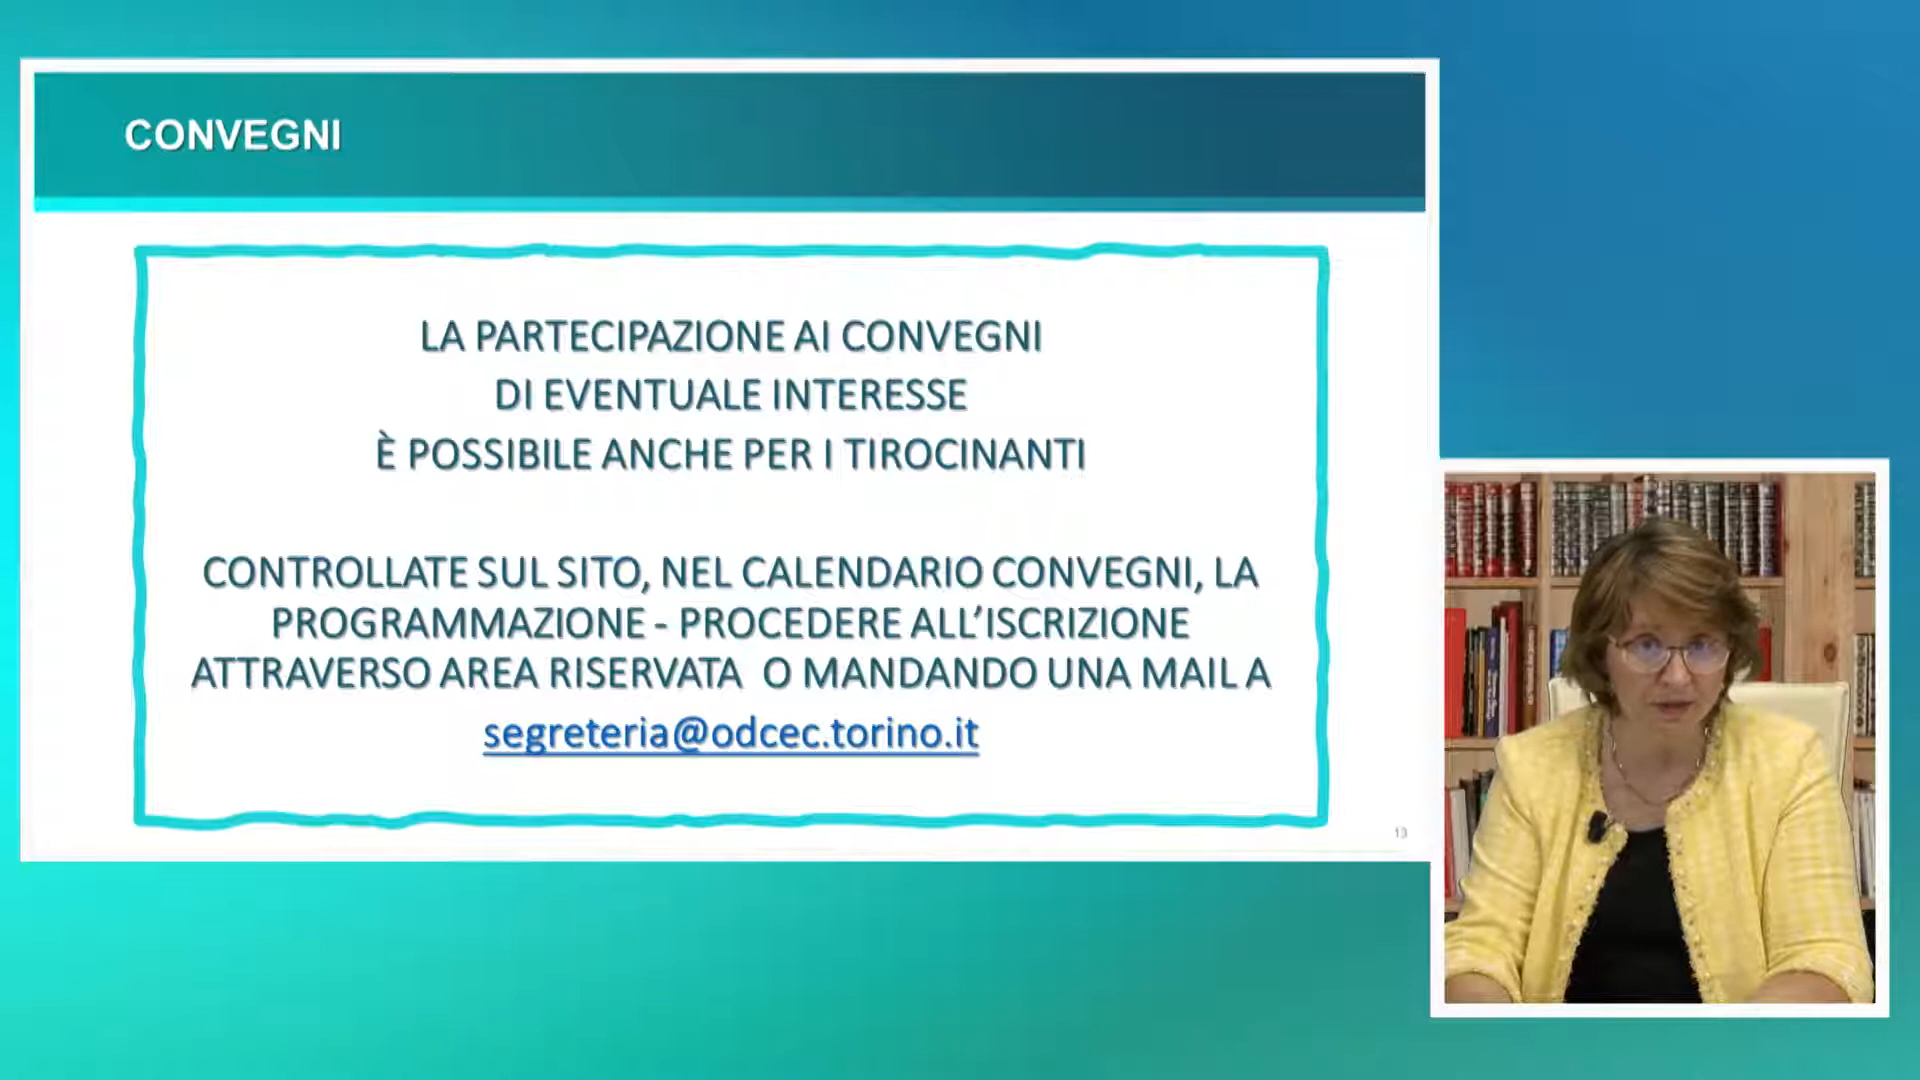 CONVEGNI
LA PARTECIPAZIONE AI CONVEGNI
DI EVENTUALE INTERESSE
È POSSIBILE ANCHE PER I TIROCINANTI
CONTROLLATE SUL SITO, NEL CALENDARIO CONVEGNI, LA
PROGRAMMAZIONE - PROCEDERE ALL’ISCRIZIONE
ATTRAVERSO AREA RISERVATA O MANDANDO UNA MAIL A
segreteria@odcec.torino.it
13